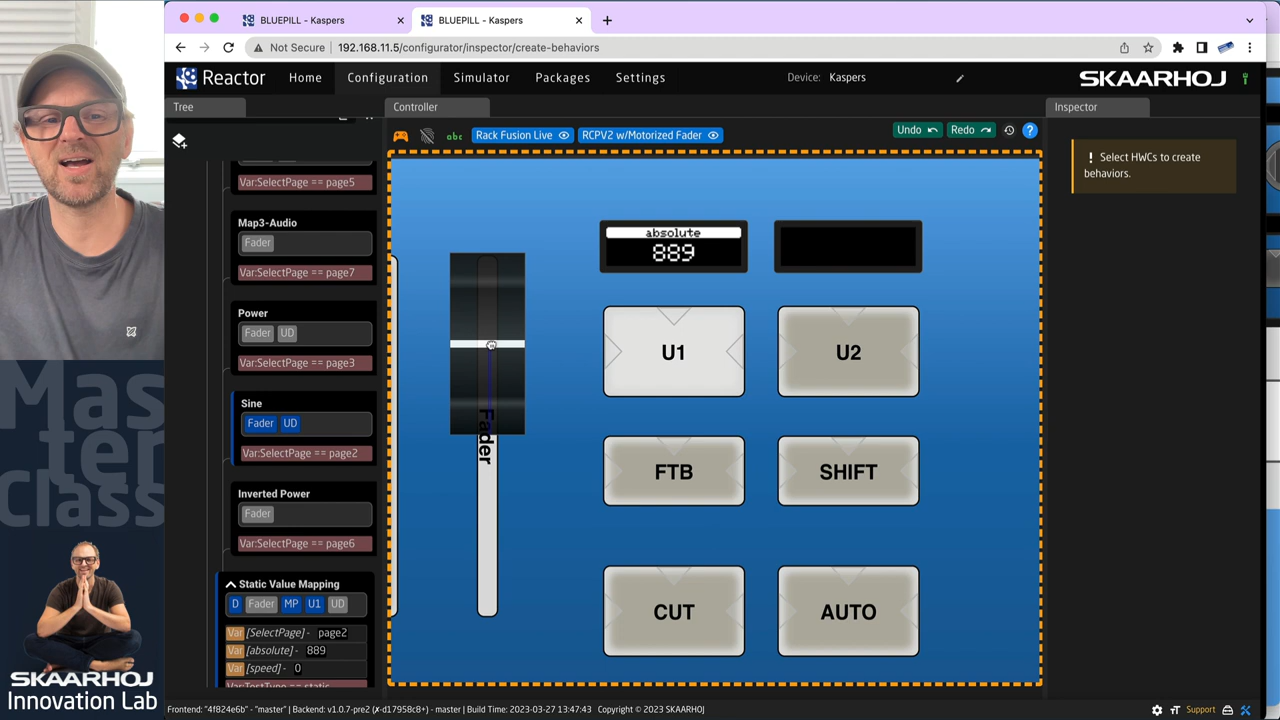 BLUEPILL - Kaspers
BLUEPILL - Kaspers
Not Secure
192.168.11.5/configurator/inspector/create-behaviors
Reactor
Home
Configuration
Simulator
Packages
Settings
Device:
Kaspers
SKAARHOJ
Tree
Controller
Inspector
abc
Rack Fusion Live
RCPV2 w/Motorized Fader
Undo
Redo
?
! Select HWCs to create
behaviors.
Var:SelectPage == page5
Map3-Audio
Fader
Var:SelectPage == page7
Power
Fader
UD
Var:SelectPage == page3
Sine
Fader
UD
Var:SelectPage == page2
Inverted Power
Fader
Var:SelectPage == page6
Static Value Mapping
D
Fader
MP
U1
UD
Var [SelectPage]- page2
Var [absolute]- 889
Var [speed]- 0
Var:TestType == static
Fader
absolute
889
U1
U2
FTB
SHIFT
CUT
AUTO
Mas
ter
Class
SKAARHOJ
Innovation Lab
Frontend: "4f824e6b" - "master" | Backend: v1.0.7-pre2 (✗-d17958c8+) - master | Build Time: 2023-03-27 13:47:43 Copyright © 2023 SKAARHOJ
Support